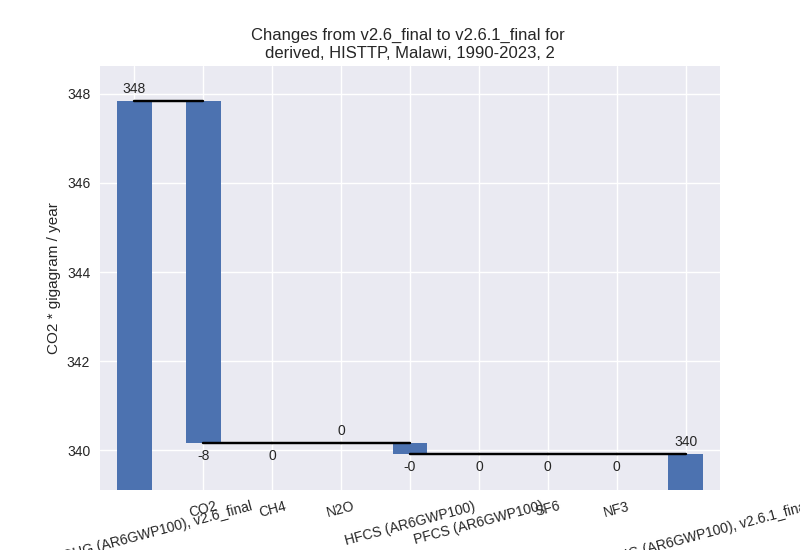 Changes from v2.6_final to v2.6.1_final for
derived, HISTTP, Malawi, 1990-2023, 2
CO2 * gigagram / year
348
346
344
342
340
348
-8
0
0
-0
0
0
0
340
(AR6GWP100), v2.6_final
CO2
CH4
N2O
HFCS (AR6GWP100)
PFCS (AR6GWP100)
SF6
NF3
(AR6GWP100), v2.6.1_final